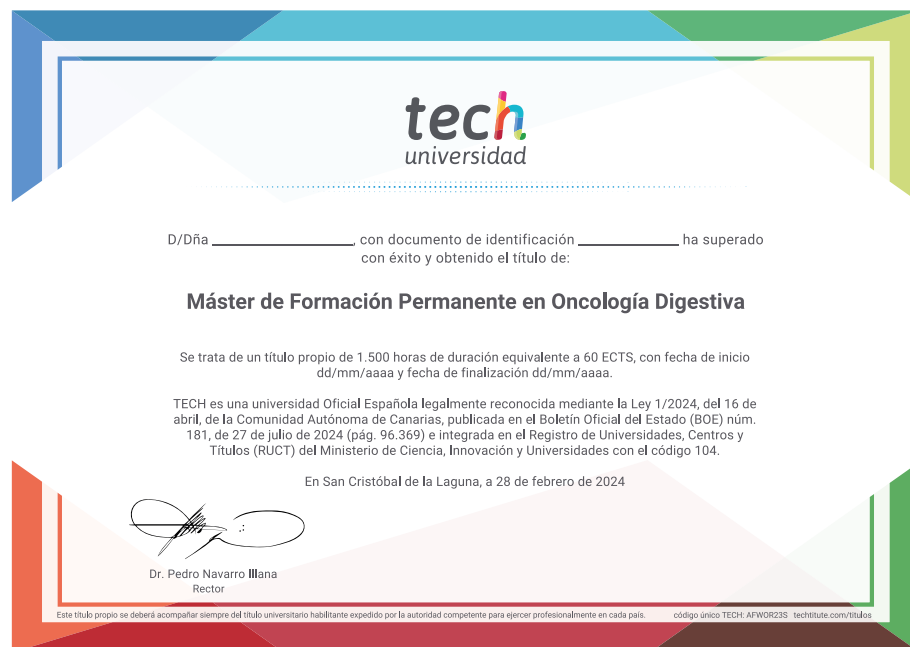 tech
universidad
D/Dña ________________, con documento de identificación ____________ ha superado
con éxito y obtenido el título de:
Máster de Formación Permanente en Oncología Digestiva
Se trata de un título propio de 1.500 horas de duración equivalente a 60 ECTS, con fecha de inicio
dd/mm/aaaa y fecha de finalización dd/mm/aaaa.
TECH es una universidad Oficial Española legalmente reconocida mediante la Ley 1/2024, del 16 de
abril, de la Comunidad Autónoma de Canarias, publicada en el Boletín Oficial del Estado (BOE) núm.
181, de 27 de julio de 2024 (pág. 96.369) e integrada en el Registro de Universidades, Centros y
Títulos (RUCT) del Ministerio de Ciencia, Innovación y Universidades con el código 104.
En San Cristóbal de la Laguna, a 28 de febrero de 2024
Dr. Pedro Navarro Illana
Rector
Este título propio se deberá acompañar siempre del título universitario habilitante expedido por la autoridad competente para ejercer profesionalmente en cada país. código único TECH: AFWOR23S techtitute.com/titulos